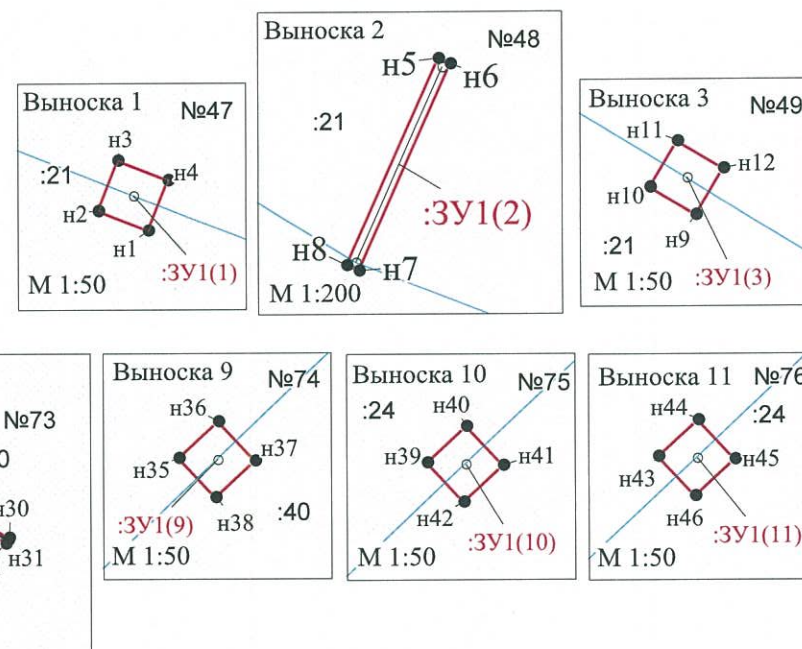 Выноска 1 №47
н3
:21 н4
н2
н1
:ЗУ1(1)
М 1:50
Выноска 2 №48
н5 н6
:21
:ЗУ1(2)
н8 н7
М 1:200
Выноска 3 №49
н11
н12
н10
н9
:21 :ЗУ1(3)
М 1:50
№73
0
н30
н31
Выноска 9 №74
н36
н35 н37
н38 :40
:ЗУ1(9)
М 1:50
Выноска 10 №75
:24 н40
н39 н41
н42
:ЗУ1(10)
М 1:50
Выноска 11 №76
н44 :24
н43 н45
н46
:ЗУ1(11)
М 1:50